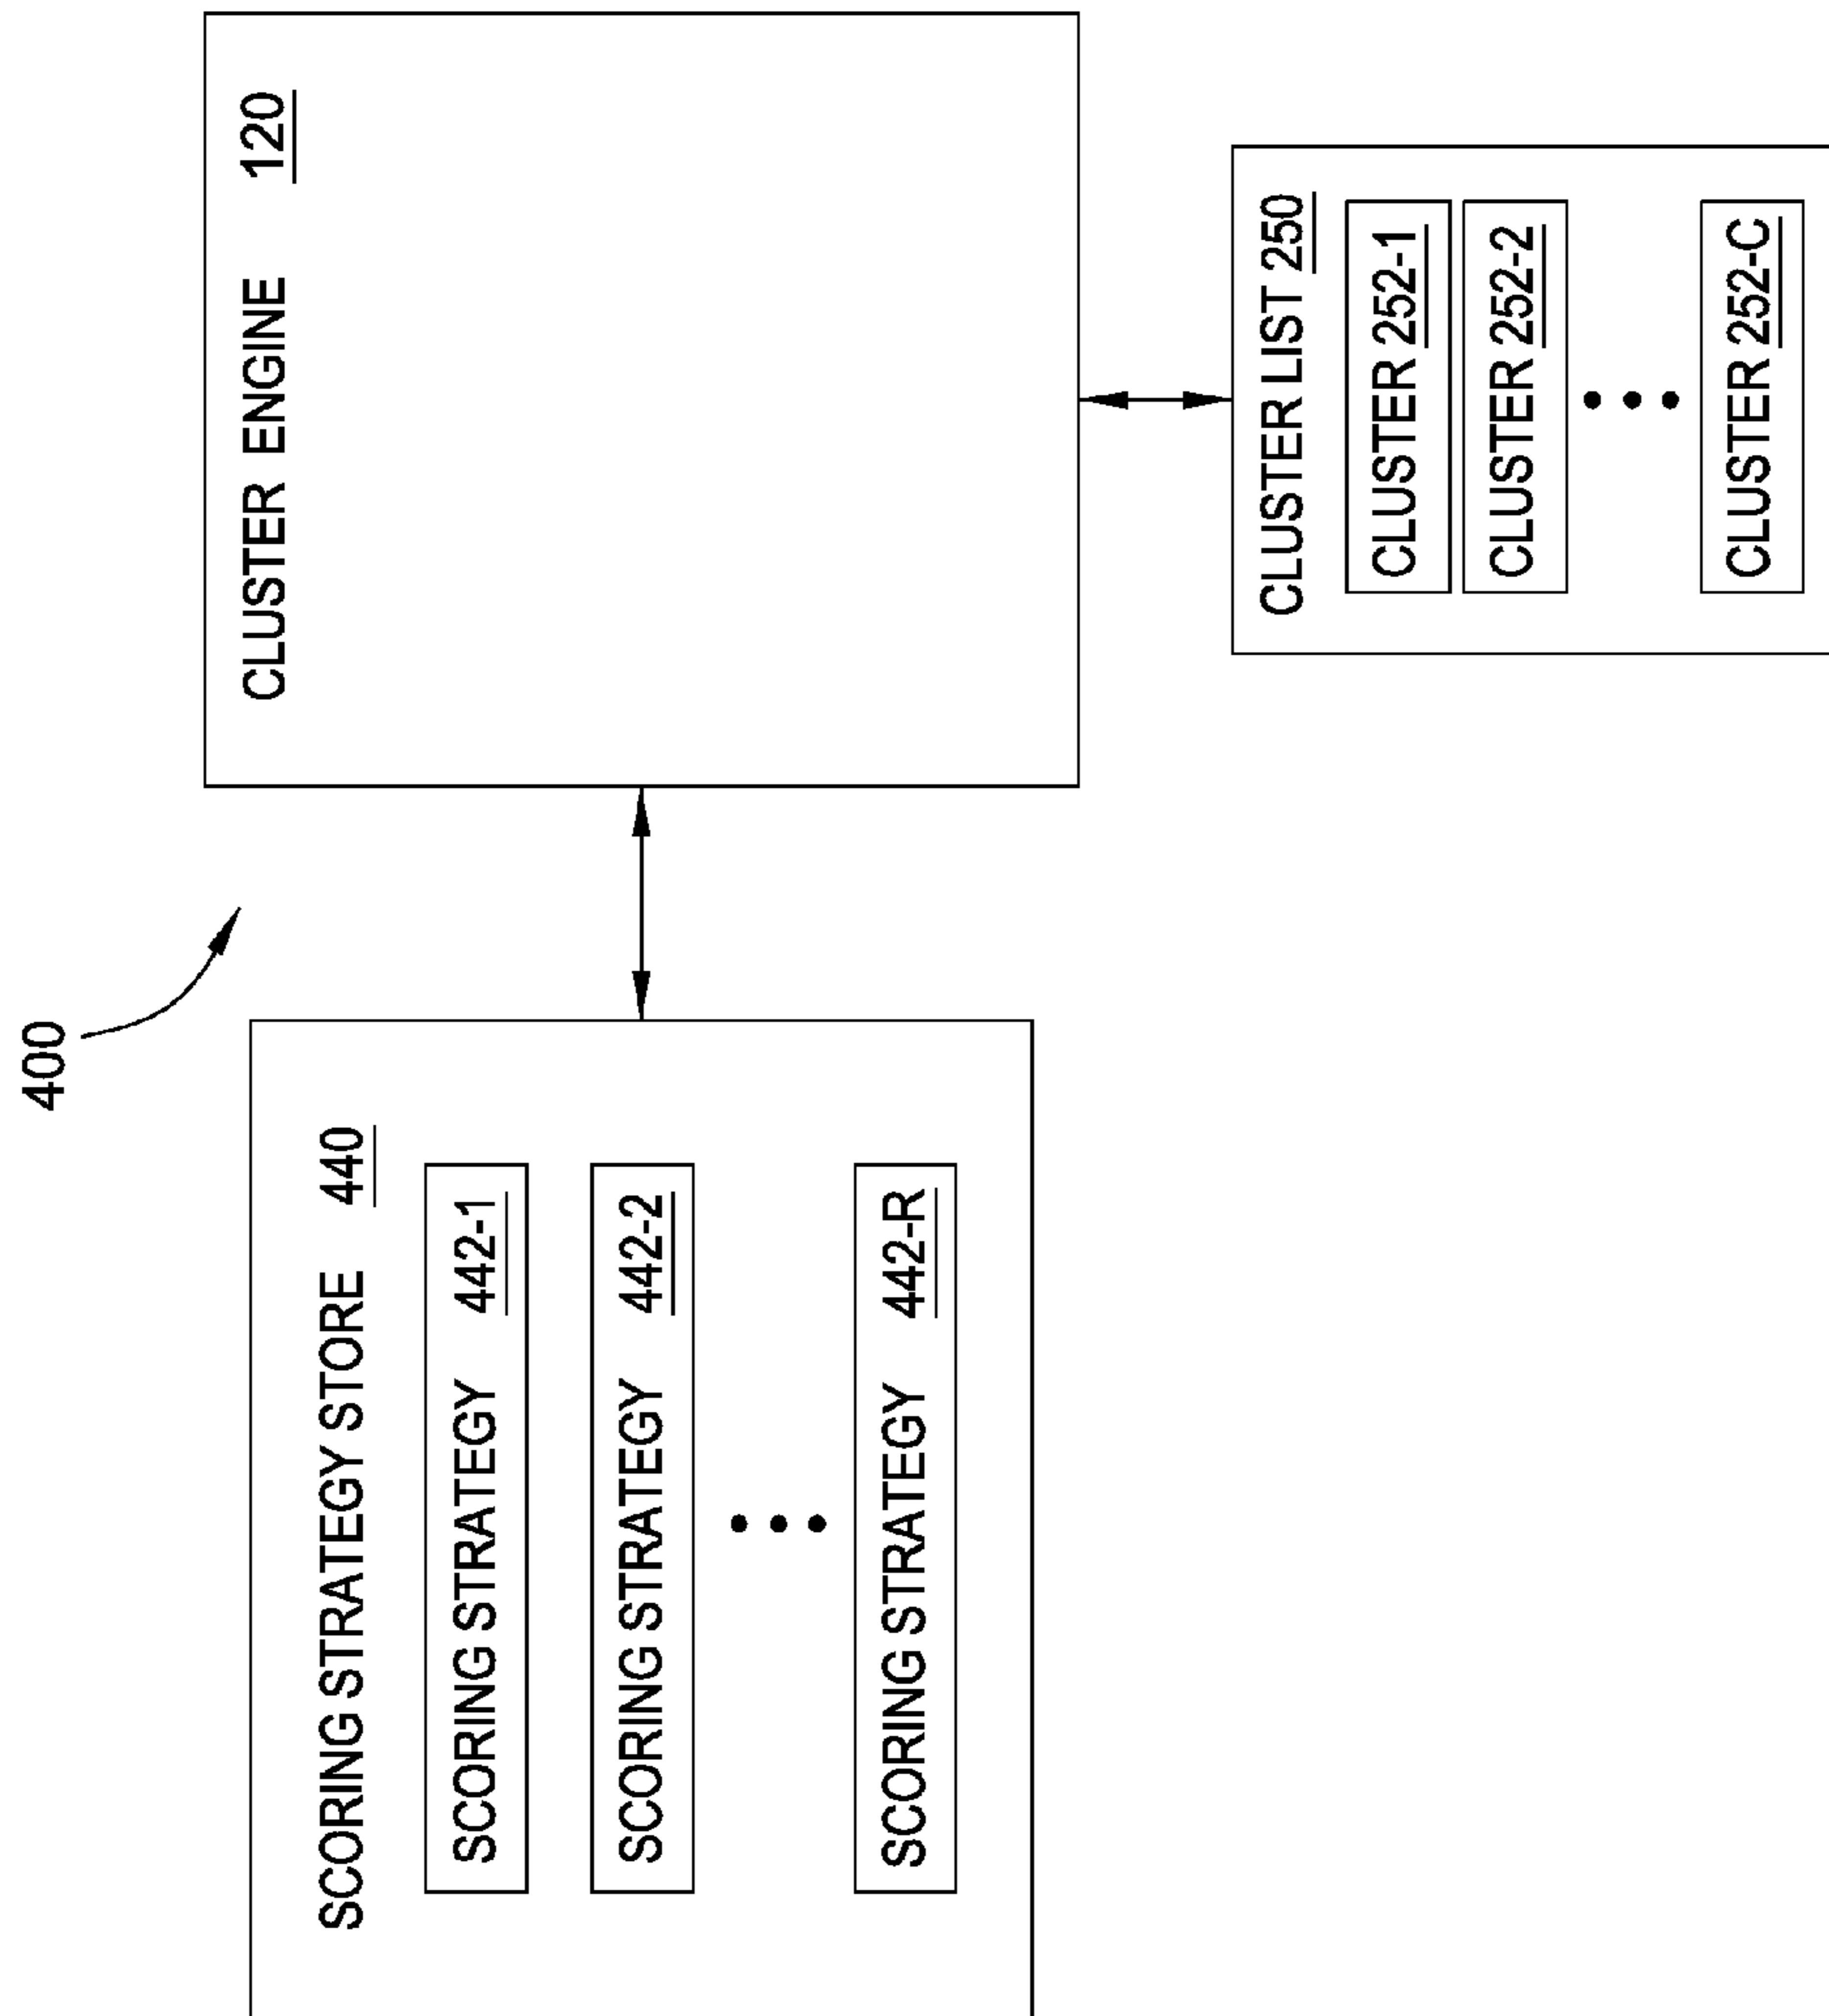 400
SCORING STRATEGY STORE 440
SCORING STRATEGY 442-1
SCORING STRATEGY 442-2
SCORING STRATEGY 442-R
CLUSTER ENGINE 120
CLUSTER LIST 250
CLUSTER 252-1
CLUSTER 252-2
CLUSTER 252-C